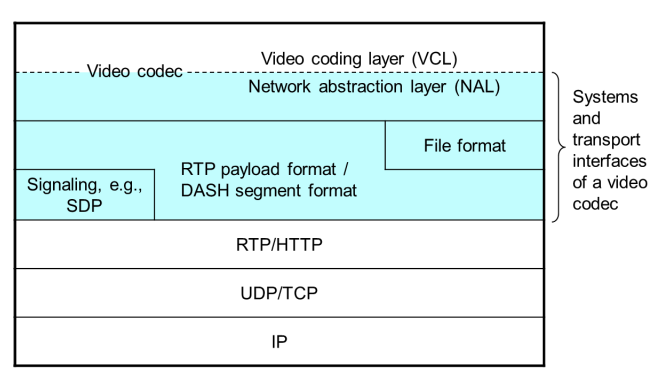 Video coding layer (VCL)
Video codec
Network abstraction layer (NAL)
File format
RTP payload format /
DASH segment format
Signaling, e.g.,
SDP
RTP/HTTP
UDP/TCP
IP
Systems
and
transport
interfaces
of a video
codec